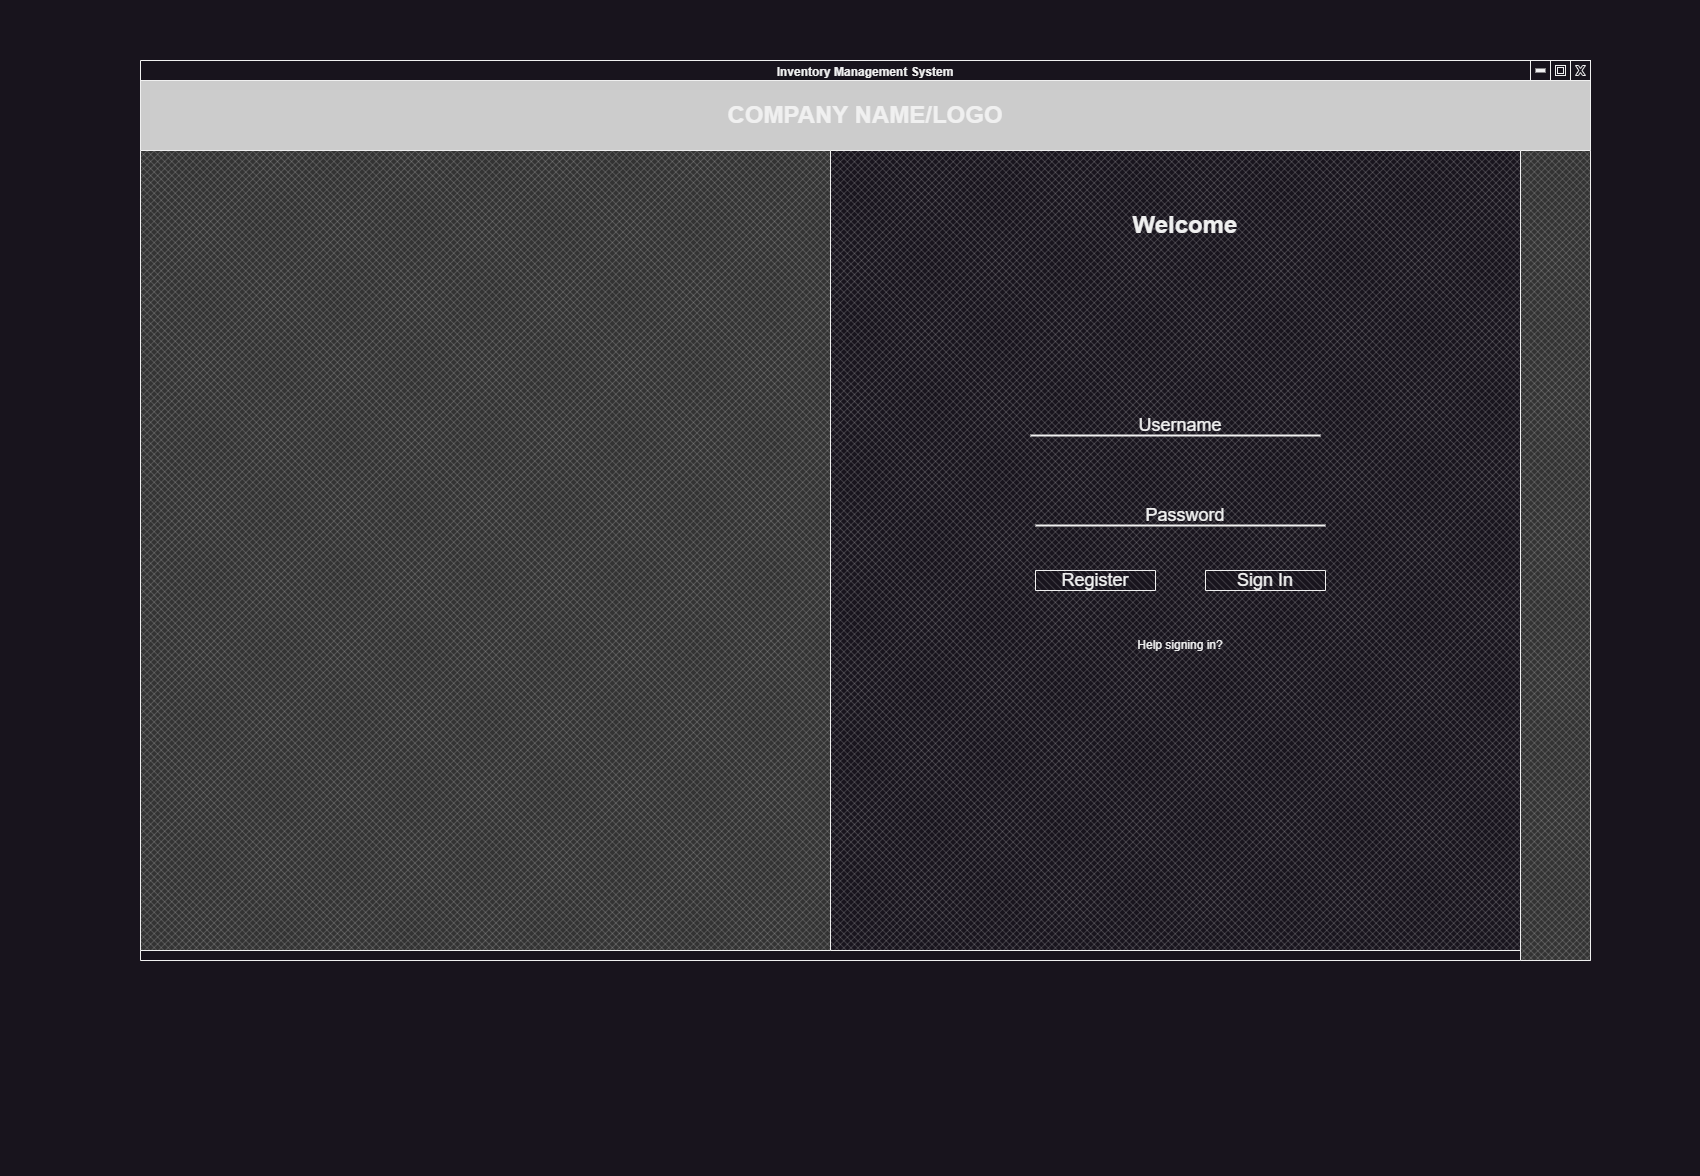 Inventory Management System
COMPANY NAME/LOGO
Welcome
Username
Password
Register
Sign In
Help signing in?